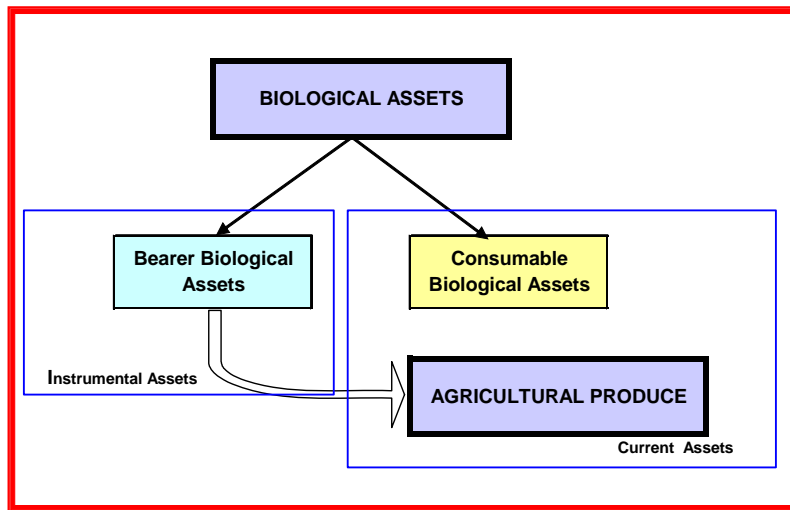 BIOLOGICAL ASSETS
Bearer Biological
Assets
Consumable
Biological Assets
Instrumental Assets
AGRICULTURAL PRODUCE
Current Assets